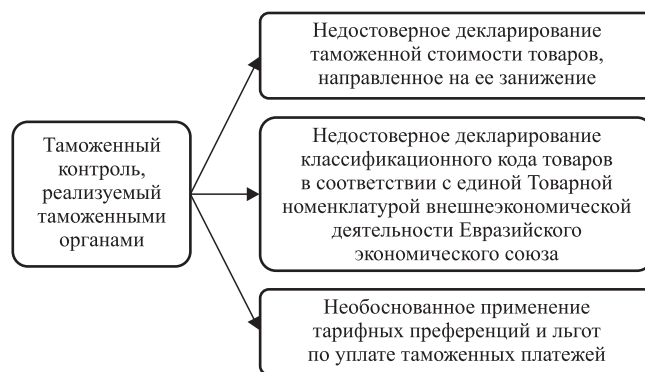 Таможенный
контроль,
реализуемый
таможенными
органами
Недостоверное декларирование
таможенной стоимости товаров,
направленное на ее занижение
Недостоверное декларирование
классификационного кода товаров
в соответствии с единой Товарной
номенклатурой внешнеэкономической
деятельности Евразийского
экономического союза
Необоснованное применение
тарифных преференций и льгот
по уплате таможенных платежей